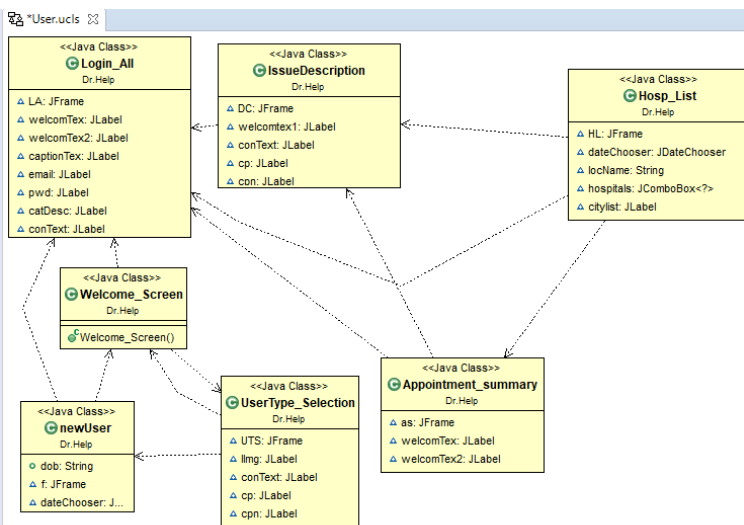 *User.ucls
<<Java Class>>
Login_All
Dr.Help
LA: JFrame
welcomTex: JLabel
welcomTex2: JLabel
captionTex: JLabel
email: JLabel
pwd: JLabel
catDesc: JLabel
conText: JLabel
<<Java Class>>
IssueDescription
Dr.Help
DC: JFrame
welcomtex1: JLabel
conText: JLabel
cp: JLabel
cpn: JLabel
<<Java Class>>
Hosp_List
Dr.Help
HL: JFrame
dateChooser: JDateChooser
locName: String
hospitals: JComboBox<?>
citylist: JLabel
<<Java Class>>
Welcome_Screen
Dr.Help
Welcome_Screen()
<<Java Class>>
newUser
Dr.Help
dob: String
f: JFrame
dateChooser: J...
<<Java Class>>
UserType_Selection
Dr.Help
UTS: JFrame
lImg: JLabel
conText: JLabel
cp: JLabel
cpn: JLabel
<<Java Class>>
Appointment_summary
Dr.Help
as: JFrame
welcomTex: JLabel
welcomTex2: JLabel